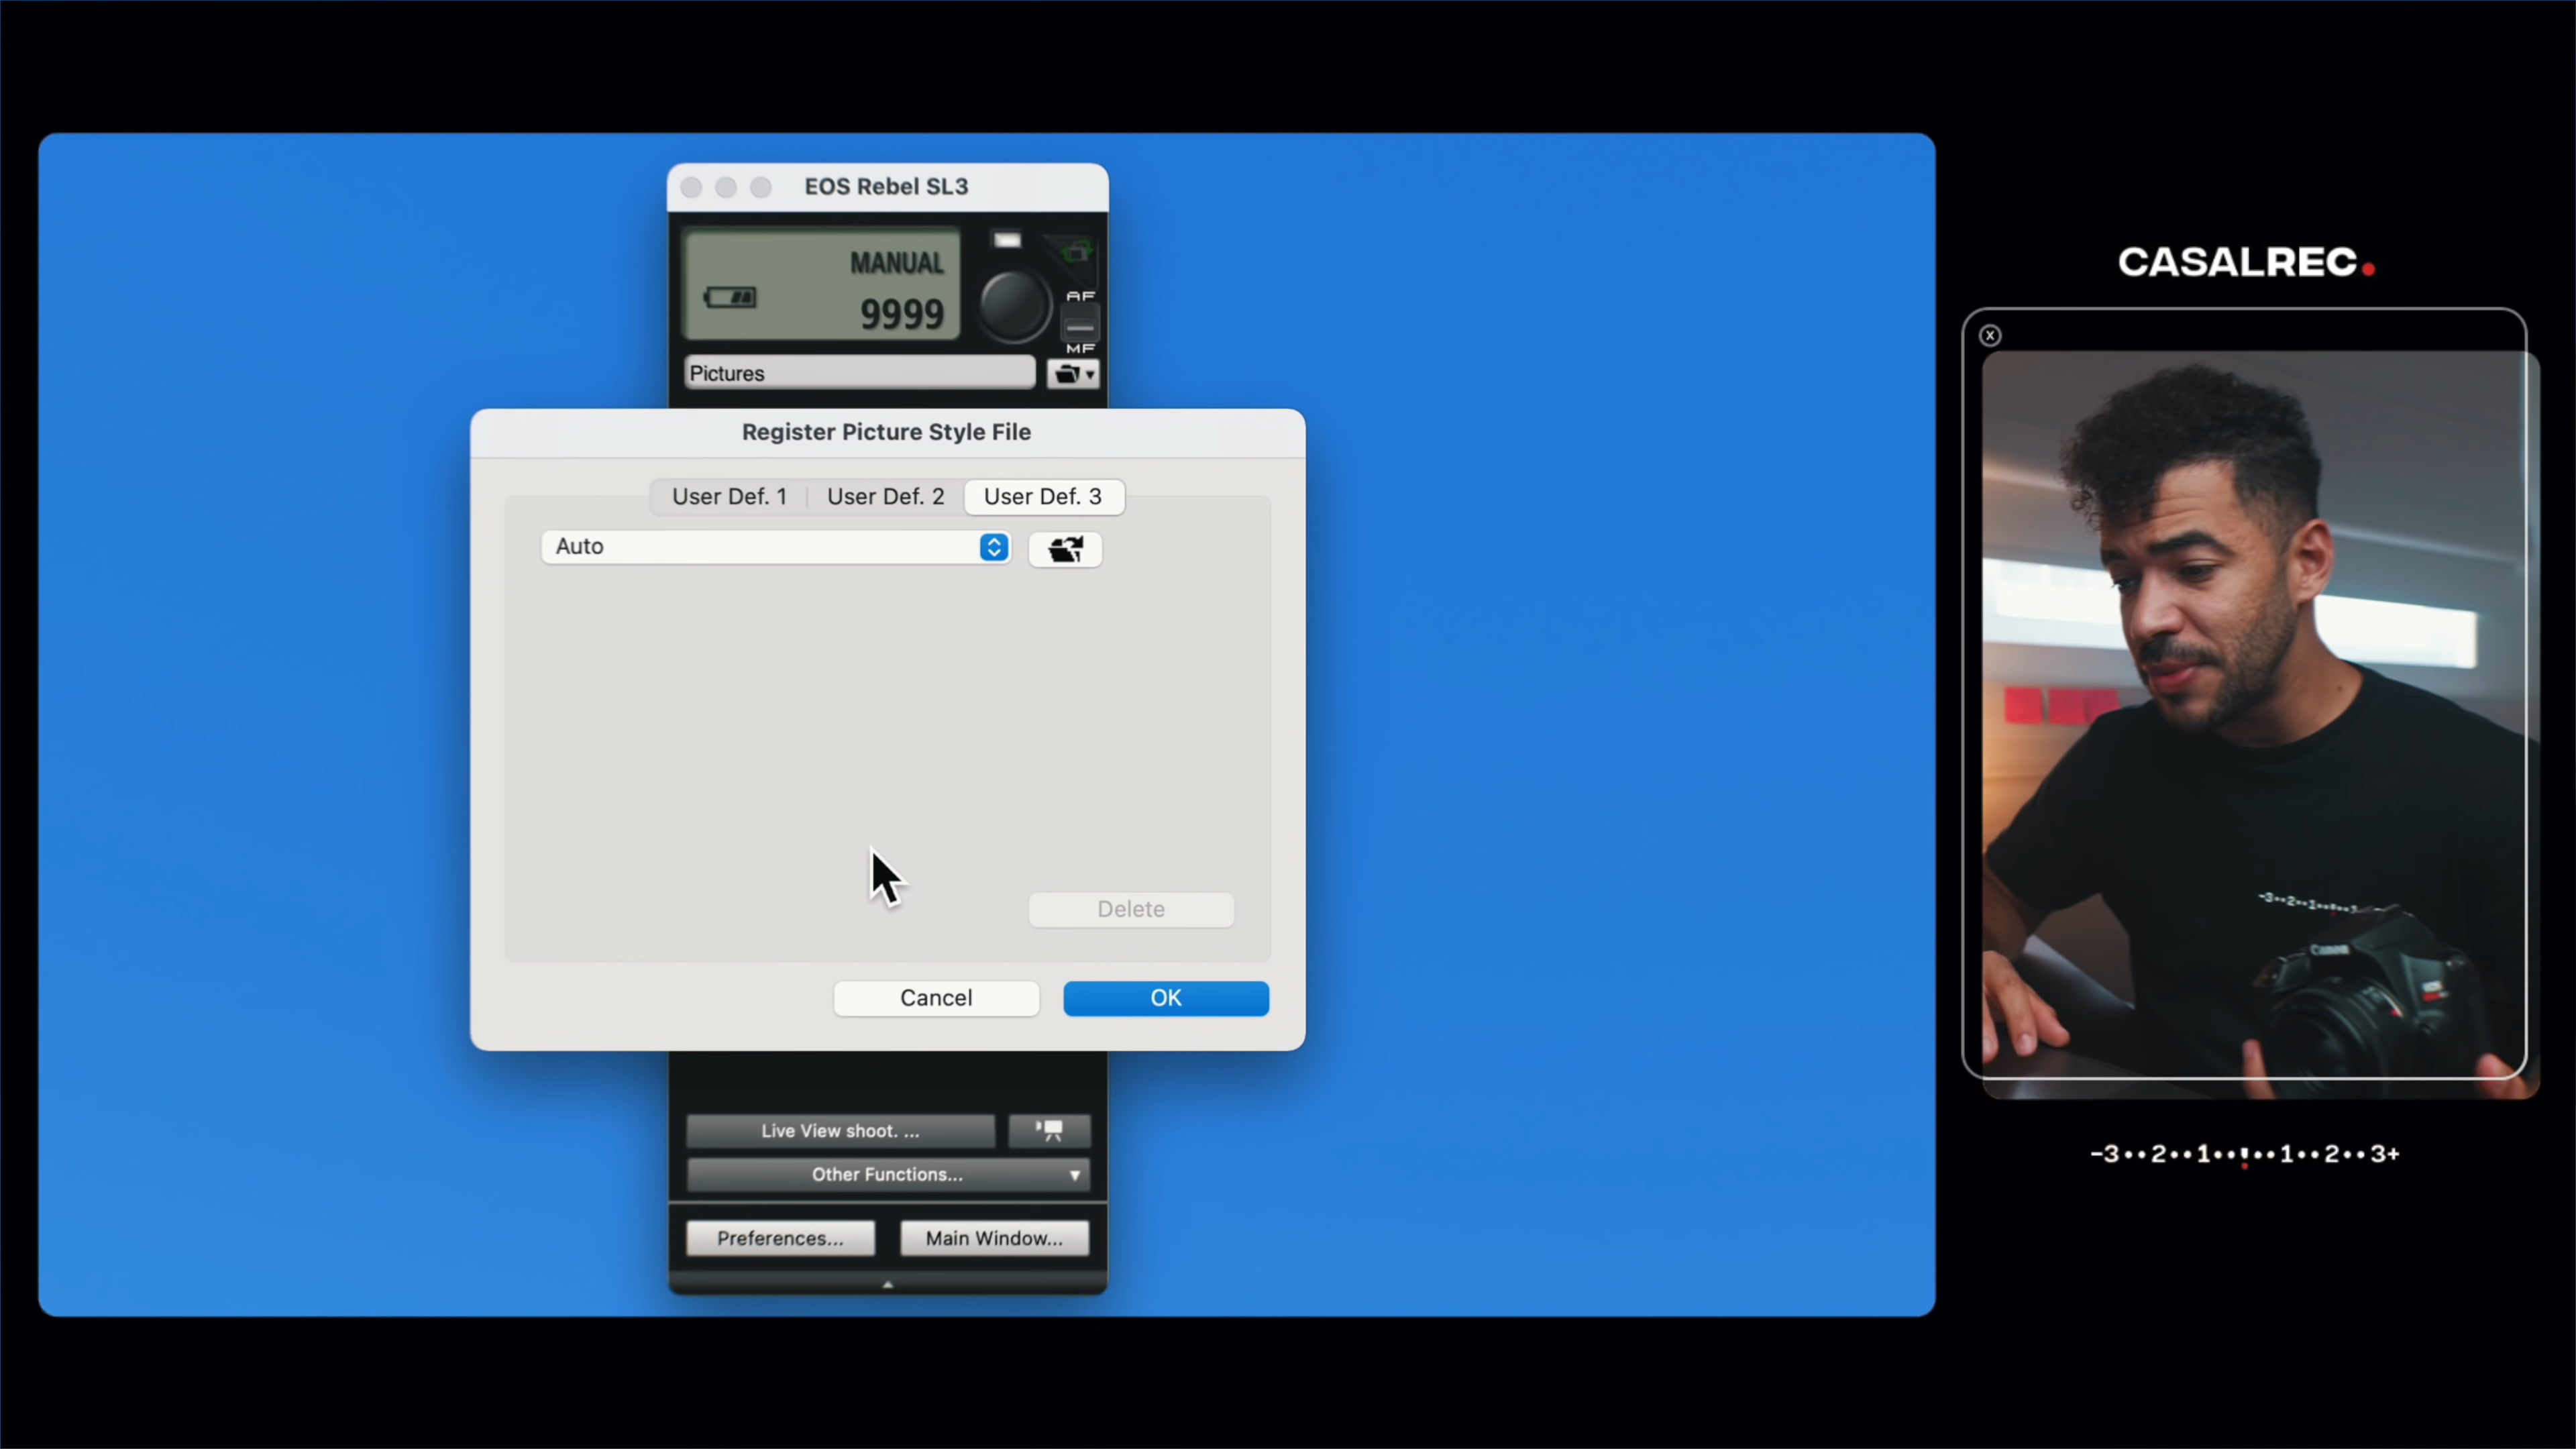 EOS Rebel SL3
MANUAL
9999
AF
MF
Pictures
Register Picture Style File
User Def. 1
User Def. 2
User Def. 3
Auto
Delete
Cancel
OK
Live View shoot. ...
Other Functions...
Preferences...
Main Window...
CASALREC.
X
-3••2••1••!••1••2••3+
Canon